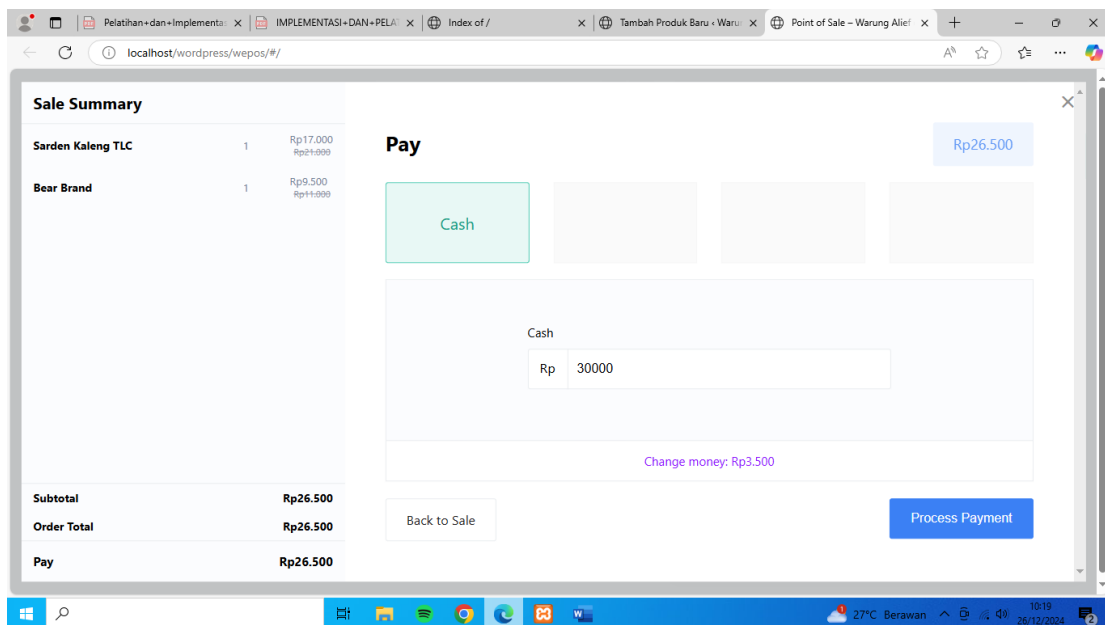 Pelatihan+dan+Implementas
IMPLEMENTASI+DAN+PELA
Index of /
Tambah Produk Baru ‹ Waru
Point of Sale – Warung Alief
localhost/wordpress/wepos/#/
Sale Summary
Sarden Kaleng TLC 1 Rp17.000
Rp21.000
Bear Brand 1 Rp9.500
Rp11.000
Subtotal Rp26.500
Order Total Rp26.500
Pay Rp26.500
Pay Rp26.500
Cash
Cash
Rp 30000
Change money: Rp3.500
Back to Sale
Process Payment
27°C Berawan
10:19
26/12/2024